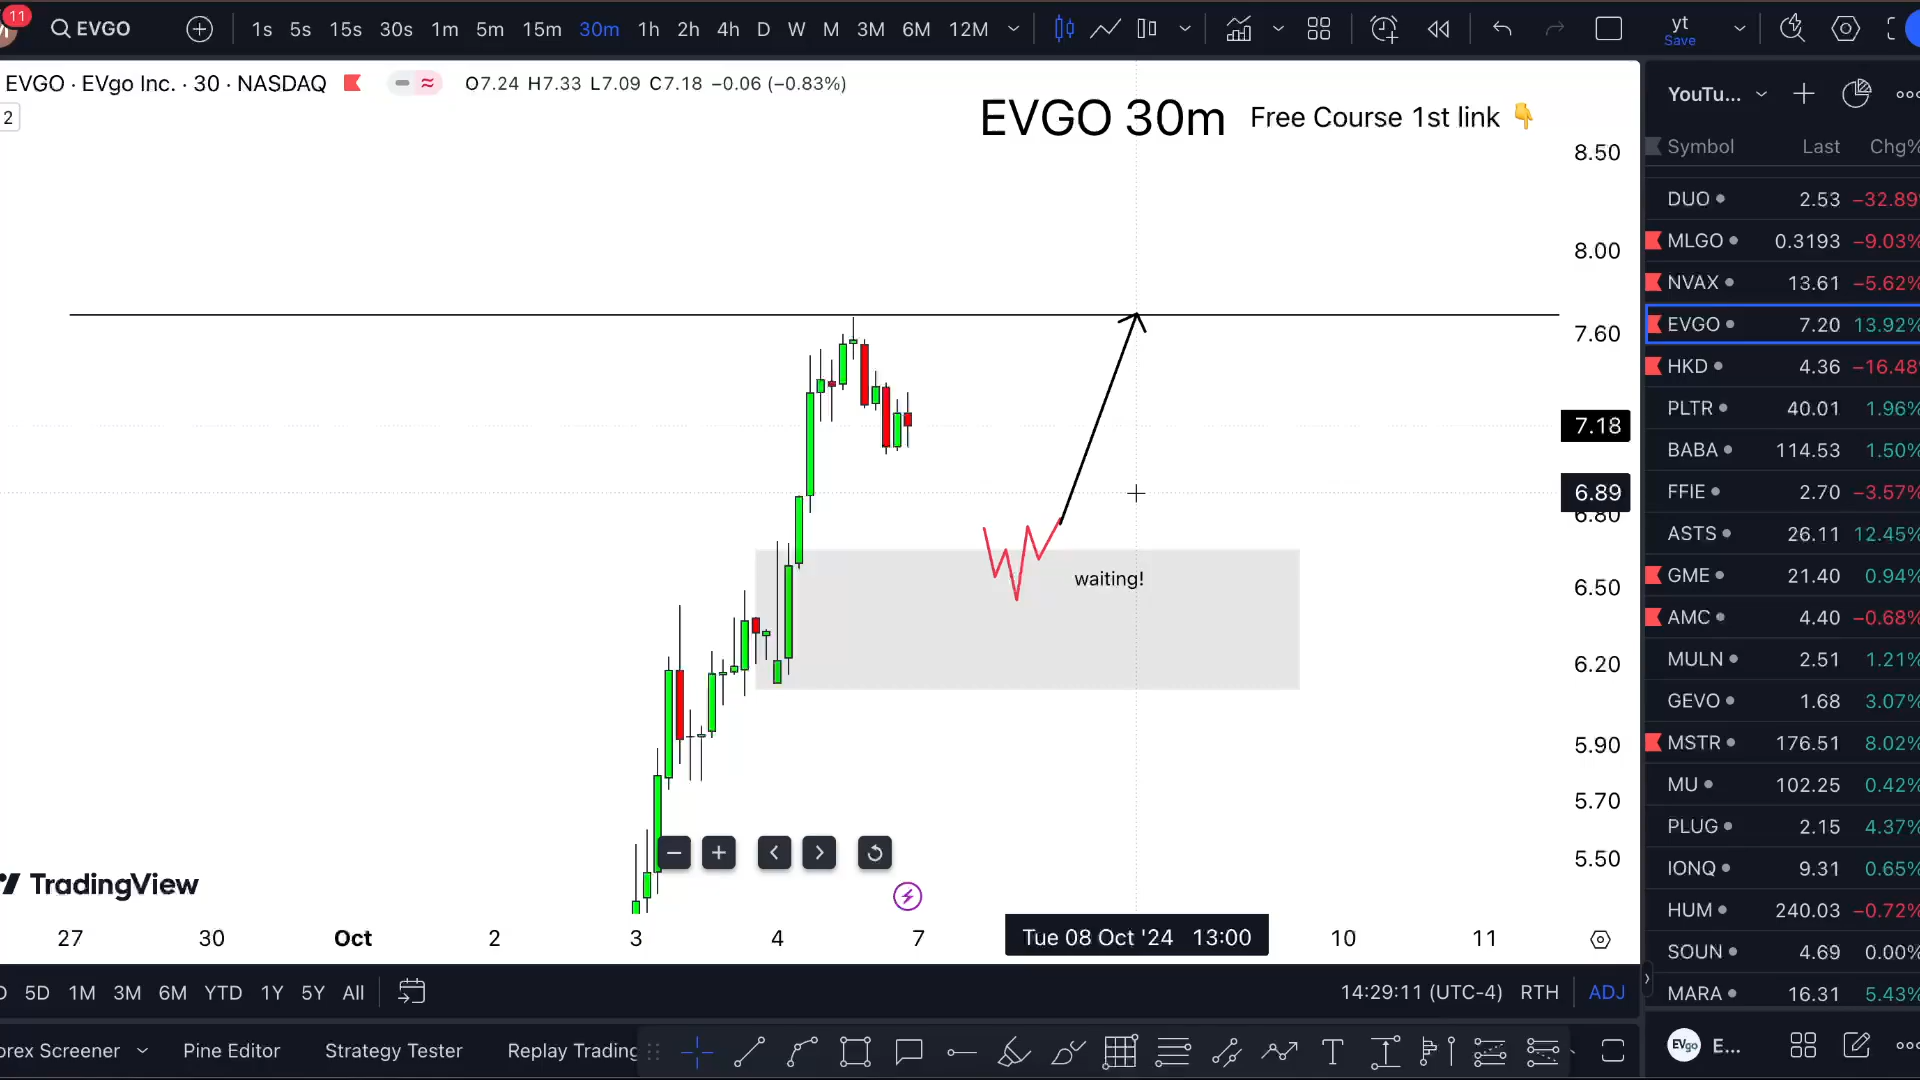 11
EVGO
1s 5s 15s 30s 1m 5m 15m 30m 1h 2h 4h D W M 3M 6M 12M
yt
Save
EVGO · EVgo Inc. · 30 · NASDAQ
O7.24 H7.33 L7.09 C7.18 −0.06 (−0.83%)
2
EVGO 30m Free Course 1st link 👇
8.50
8.00
7.60
7.18
6.89
6.80
6.50
6.20
5.90
5.70
5.50
waiting!
TradingView
27 30 Oct 2 3 4 7 Tue 08 Oct '24 13:00 10 11
5D 1M 3M 6M YTD 1Y 5Y All
14:29:11 (UTC-4) RTH ADJ
orex Screener Pine Editor Strategy Tester Replay Trading
YouTu...
Symbol Last Chg%
DUO 2.53 −32.89%
MLGO 0.3193 −9.03%
NVAX 13.61 −5.62%
EVGO 7.20 13.92%
HKD 4.36 −16.48%
PLTR 40.01 1.96%
BABA 114.53 1.50%
FFIE 2.70 −3.57%
ASTS 26.11 12.45%
GME 21.40 0.94%
AMC 4.40 −0.68%
MULN 2.51 1.21%
GEVO 1.68 3.07%
MSTR 176.51 8.02%
MU 102.25 0.42%
PLUG 2.15 4.37%
IONQ 9.31 0.65%
HUM 240.03 −0.72%
SOUN 4.69 0.00%
MARA 16.31 5.43%
EVgo E...